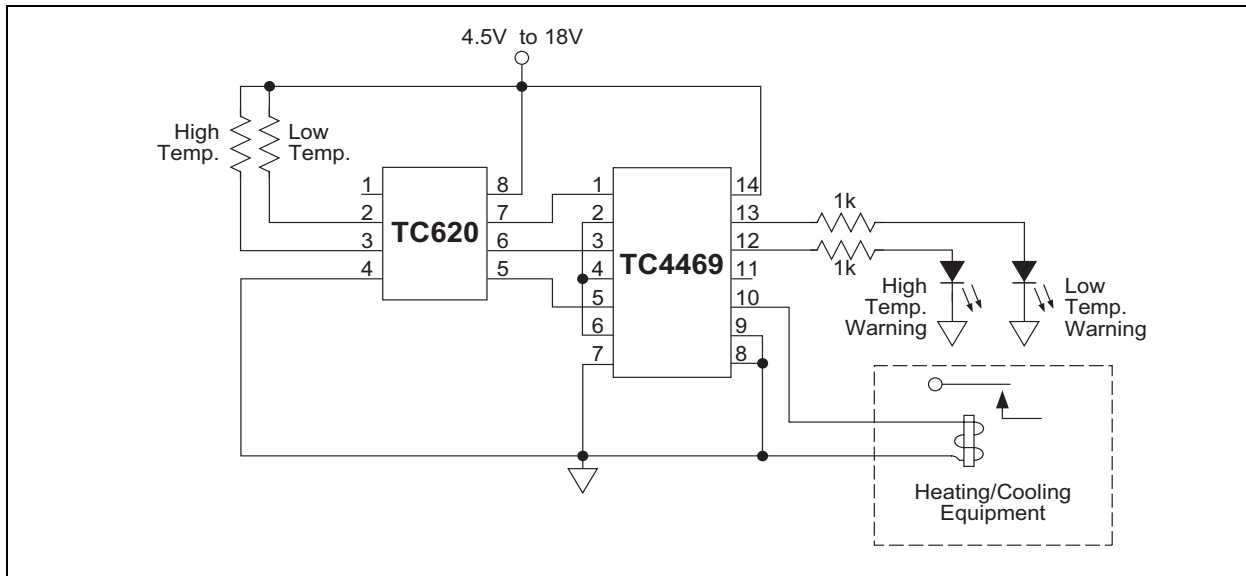 4.5V to 18V
High
Temp.
Low
Temp.
1
2
3
4
TC620
8
7
6
5
1
2
3
4
5
6
7
TC4469
14
13
12
11
10
9
8
1k
1k
High
Temp.
Warning
Low
Temp.
Warning
Heating/Cooling
Equipment